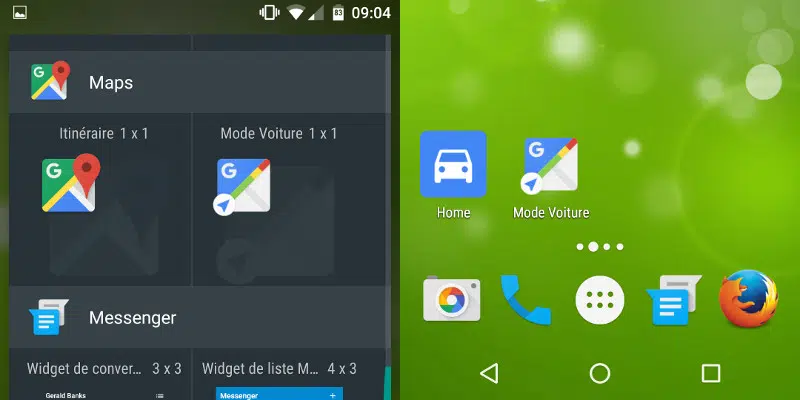 83 09:04
G Maps
Itinéraire 1 x 1
Mode Voiture 1 x 1
G
G
Messenger
Widget de conver... 3 x 3
Widget de liste M... 4 x 3
Gerald Banks
Messenger +
G
Home
Mode Voiture